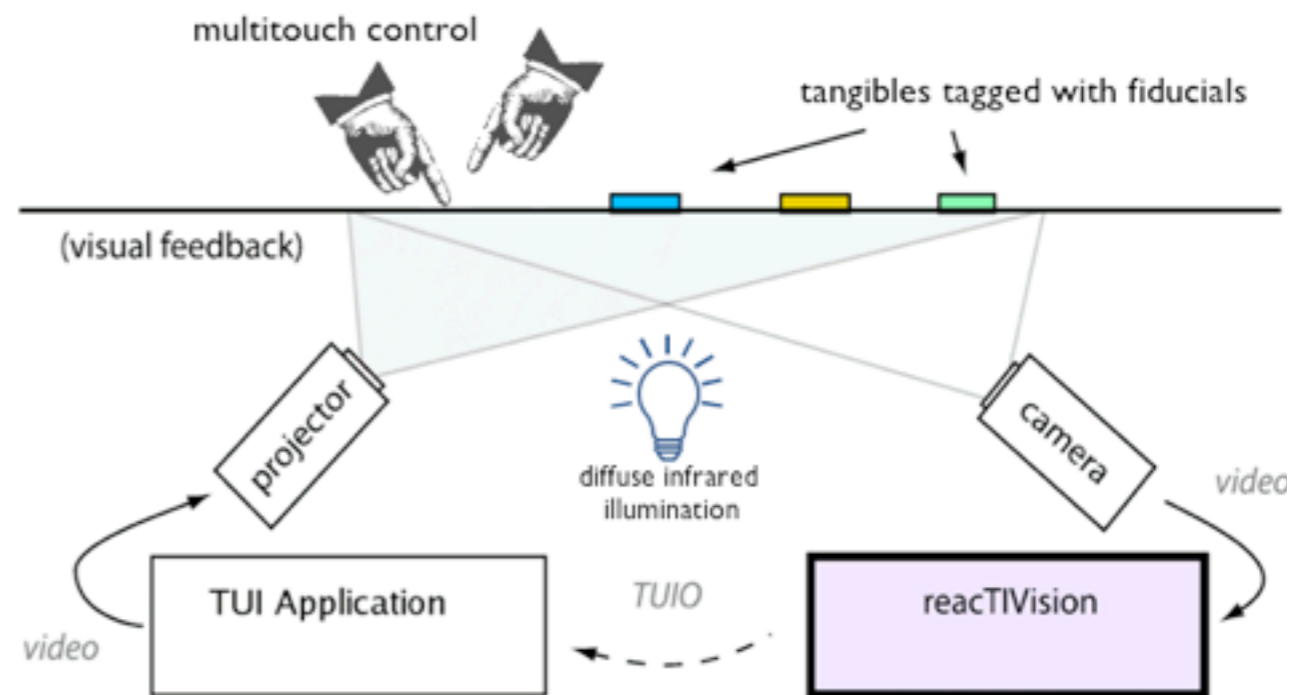 multitouch control
tangibles tagged with fiducials
(visual feedback)
projector
camera
diffuse infrared
illumination
video
TUI Application
TUIO
reacTIVision
video